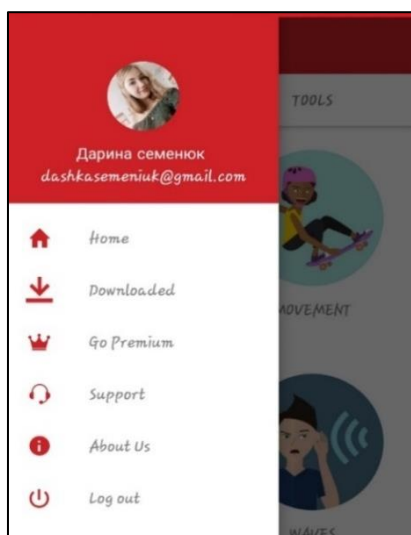 TOOLS
Дарина семенюк
dashkasemeniuk@gmail.com
Home
Downloaded
MOVEMENT
Go Premium
Support
About Us
Log out
WAVES